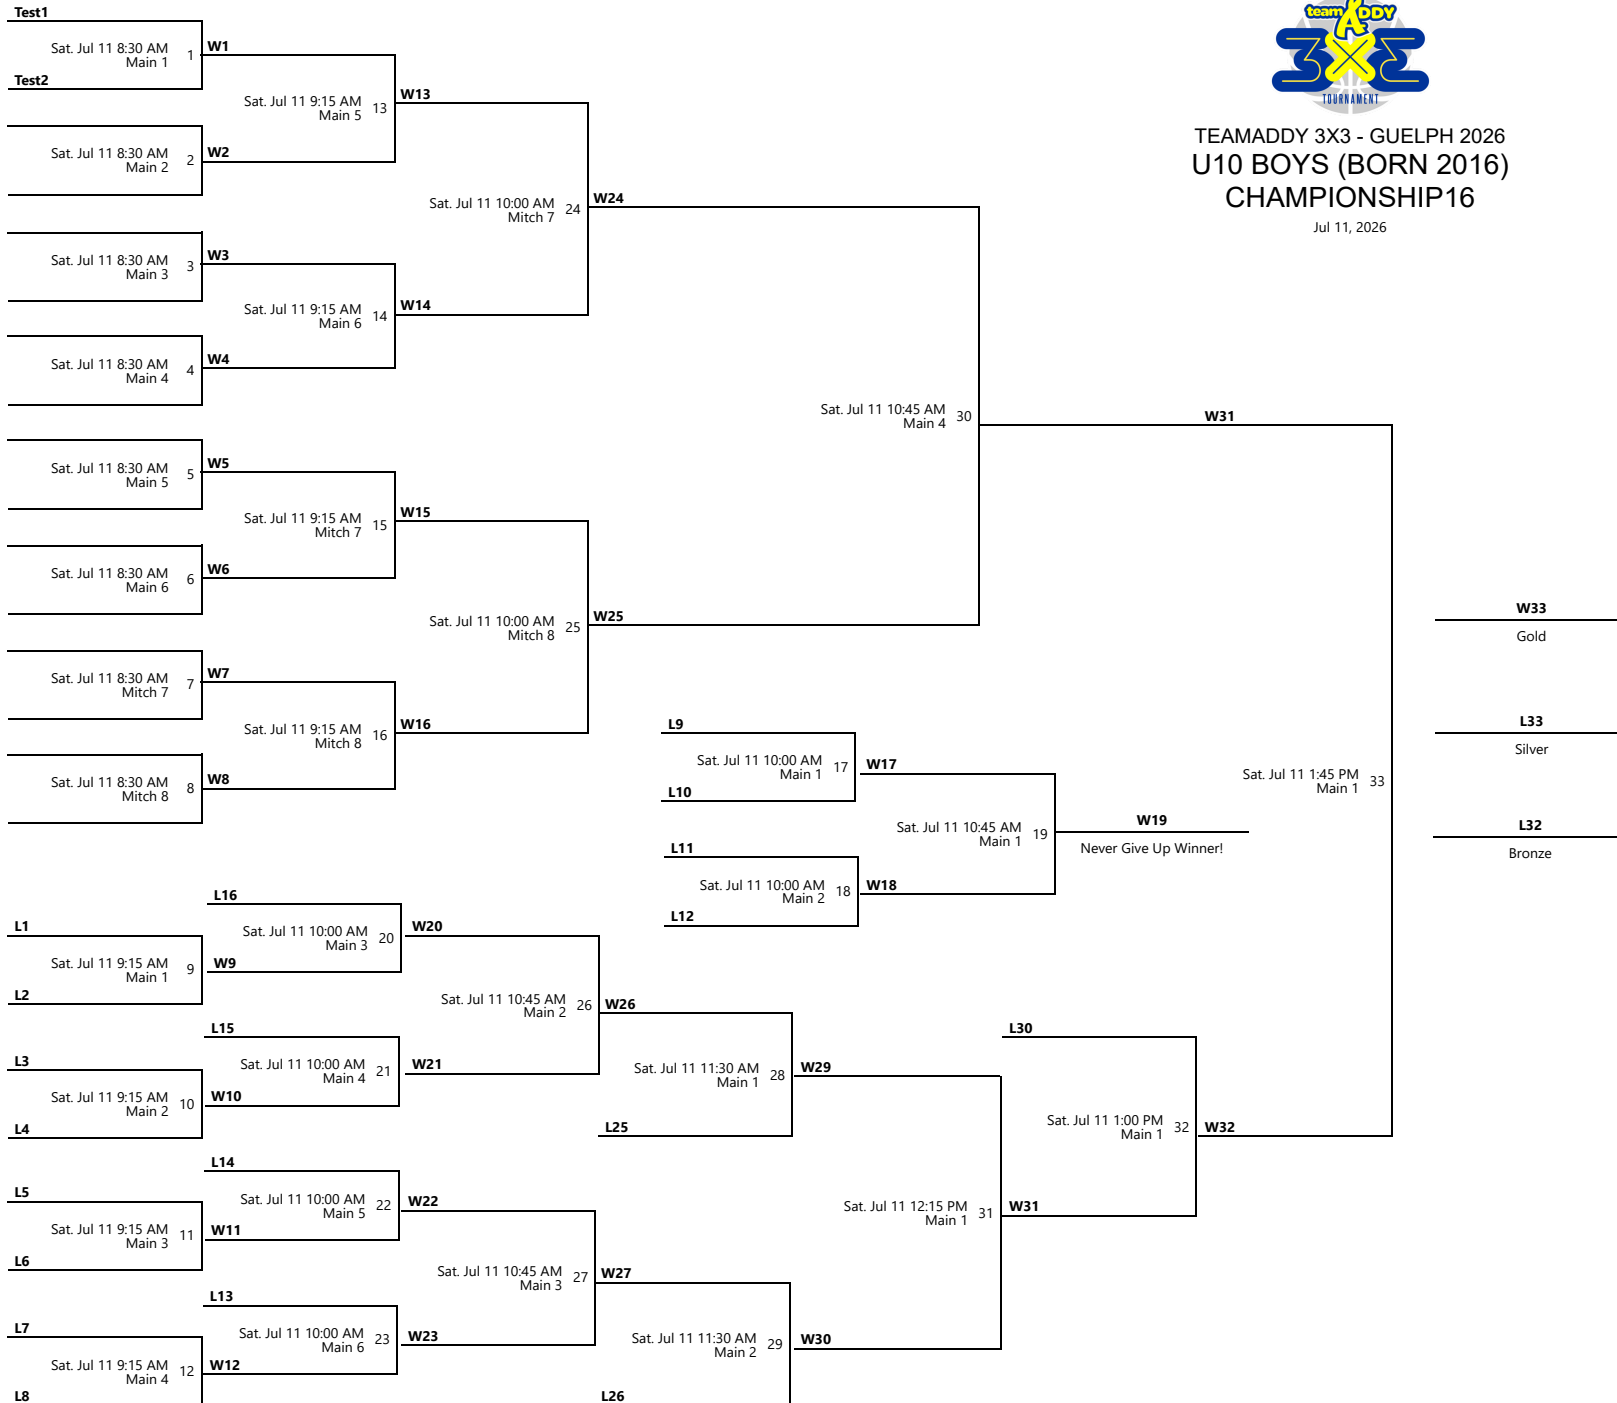 teamADDY
3X3
TOURNAMENT
TEAMADDY 3X3 - GUELPH 2026
U10 BOYS (BORN 2016)
CHAMPIONSHIP16
Jul 11, 2026
Test1
Sat. Jul 11 8:30 AM
Main 1
1
Test2
W1
Sat. Jul 11 8:30 AM
Main 2
2
W2
Sat. Jul 11 9:15 AM
Main 5
13
W13
Sat. Jul 11 8:30 AM
Main 3
3
W3
Sat. Jul 11 8:30 AM
Main 4
4
W4
Sat. Jul 11 9:15 AM
Main 6
14
W14
Sat. Jul 11 10:00 AM
Mitch 7
24
W24
Sat. Jul 11 8:30 AM
Main 5
5
W5
Sat. Jul 11 8:30 AM
Main 6
6
W6
Sat. Jul 11 9:15 AM
Mitch 7
15
W15
Sat. Jul 11 8:30 AM
Mitch 7
7
W7
Sat. Jul 11 8:30 AM
Mitch 8
8
W8
Sat. Jul 11 9:15 AM
Mitch 8
16
W16
Sat. Jul 11 10:00 AM
Mitch 8
25
W25
Sat. Jul 11 10:45 AM
Main 4
30
W31
L9
Sat. Jul 11 10:00 AM
Main 1
17
L10
W17
L11
Sat. Jul 11 10:00 AM
Main 2
18
L12
W18
Sat. Jul 11 10:45 AM
Main 1
19
W19
Never Give Up Winner!
Sat. Jul 11 1:45 PM
Main 1
33
W33
Gold
L33
Silver
L32
Bronze
L1
Sat. Jul 11 9:15 AM
Main 1
9
L2
L16
Sat. Jul 11 10:00 AM
Main 3
20
W9
W20
L3
Sat. Jul 11 9:15 AM
Main 2
10
L4
L15
Sat. Jul 11 10:00 AM
Main 4
21
W10
W21
Sat. Jul 11 10:45 AM
Main 2
26
W26
Sat. Jul 11 11:30 AM
Main 1
28
L25
W29
L5
Sat. Jul 11 9:15 AM
Main 3
11
L6
L14
Sat. Jul 11 10:00 AM
Main 5
22
W11
W22
L7
Sat. Jul 11 9:15 AM
Main 4
12
L8
L13
Sat. Jul 11 10:00 AM
Main 6
23
W12
W23
Sat. Jul 11 10:45 AM
Main 3
27
W27
Sat. Jul 11 11:30 AM
Main 2
29
L26
W30
Sat. Jul 11 12:15 PM
Main 1
31
W31
L30
Sat. Jul 11 1:00 PM
Main 1
32
W32